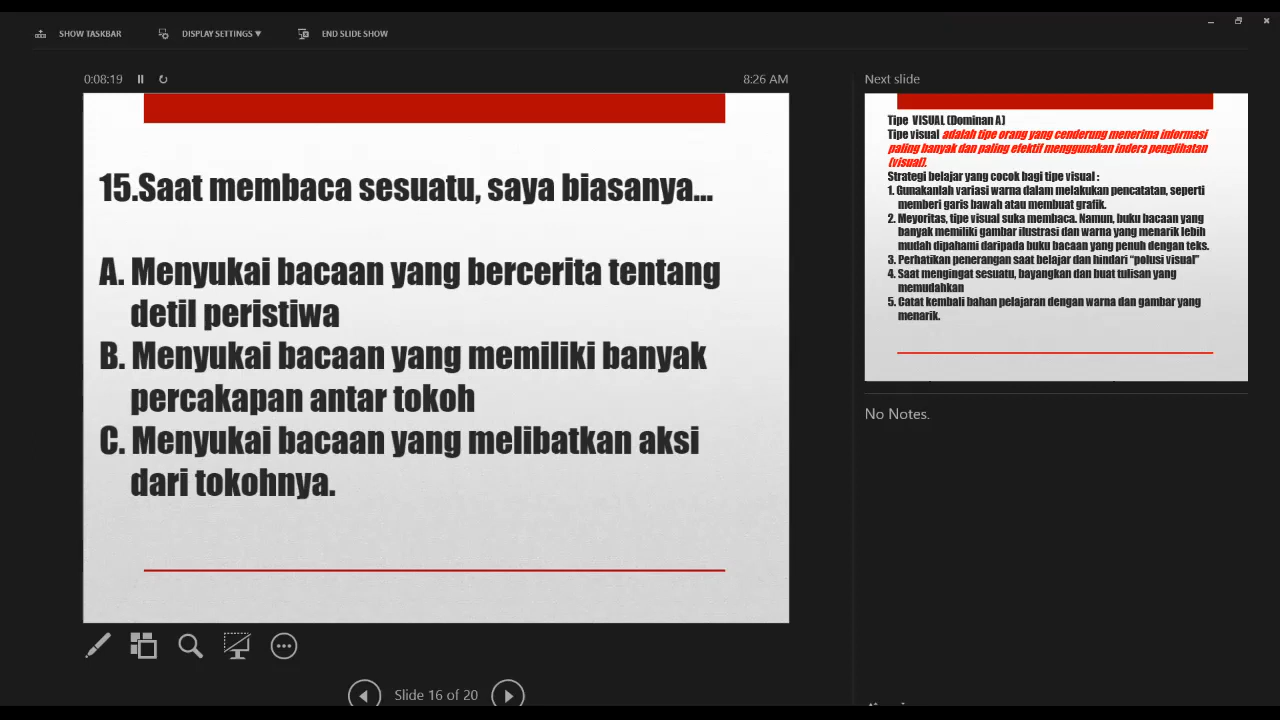 SHOW TASKBAR
DISPLAY SETTINGS ▼
END SLIDE SHOW
0:08:19
8:26 AM
15.Saat membaca sesuatu, saya biasanya...
A. Menyukai bacaan yang bercerita tentang
detil peristiwa
B. Menyukai bacaan yang memiliki banyak
percakapan antar tokoh
C. Menyukai bacaan yang melibatkan aksi
dari tokohnya.
Slide 16 of 20
Next slide
Tipe VISUAL (Dominan A)
Tipe visual adalah tipe orang yang cenderung menerima informasi
paling banyak dan paling efektif menggunakan indera penglihatan
(visual).
Strategi belajar yang cocok bagi tipe visual :
1. Gunakanlah variasi warna dalam melakukan pencatatan, seperti
memberi garis bawah atau membuat grafik.
2. Meyoritas, tipe visual suka membaca. Namun, buku bacaan yang
banyak memiliki gambar ilustrasi dan warna yang menarik lebih
mudah dipahami daripada buku bacaan yang penuh dengan teks.
3. Perhatikan penerangan saat belajar dan hindari “polusi visual”
4. Saat mengingat sesuatu, bayangkan dan buat tulisan yang
memudahkan
5. Catat kembali bahan pelajaran dengan warna dan gambar yang
menarik.
No Notes.